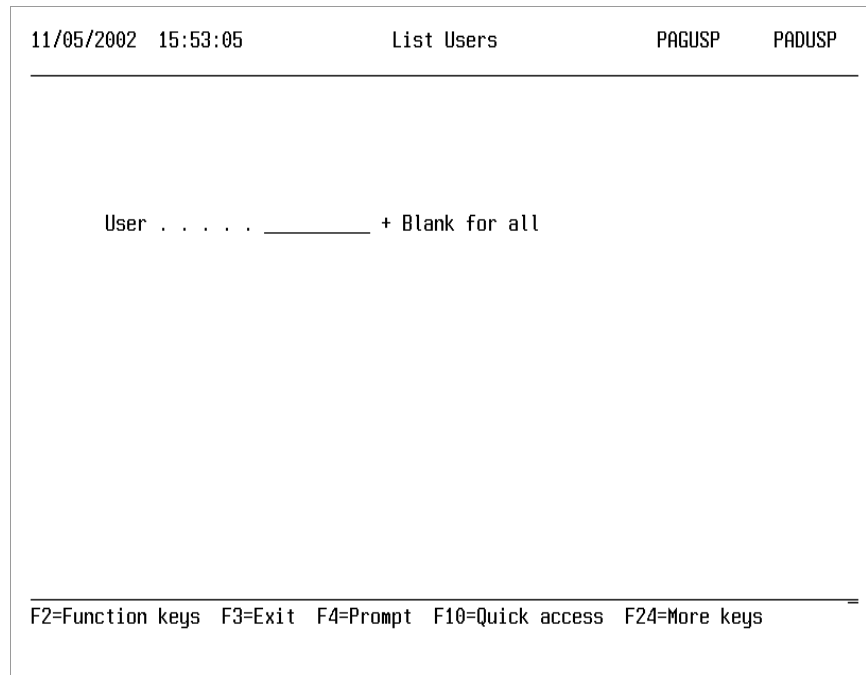 11/05/2002 15:53:05 List Users PAGUSP PADUSP
User . . . . . __________ + Blank for all
F2=Function keys F3=Exit F4=Prompt F10=Quick access F24=More keys